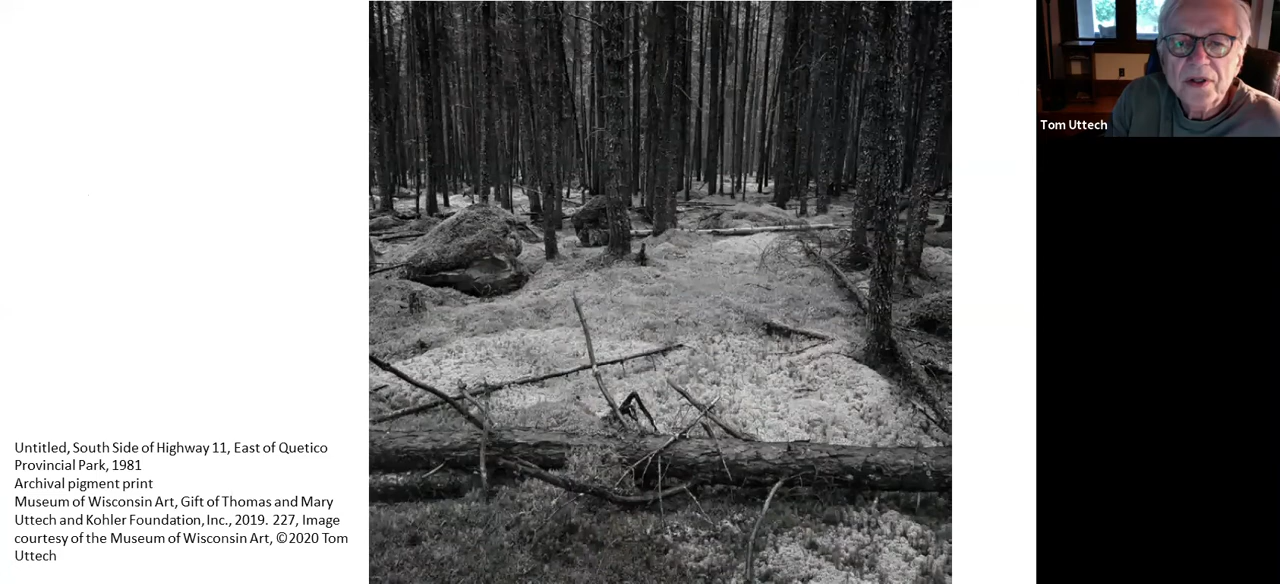 Tom Uttech
Untitled, South Side of Highway 11, East of Quetico
Provincial Park, 1981
Archival pigment print
Museum of Wisconsin Art, Gift of Thomas and Mary
Uttech and Kohler Foundation, Inc., 2019. 227, Image
courtesy of the Museum of Wisconsin Art, ©2020 Tom
Uttech